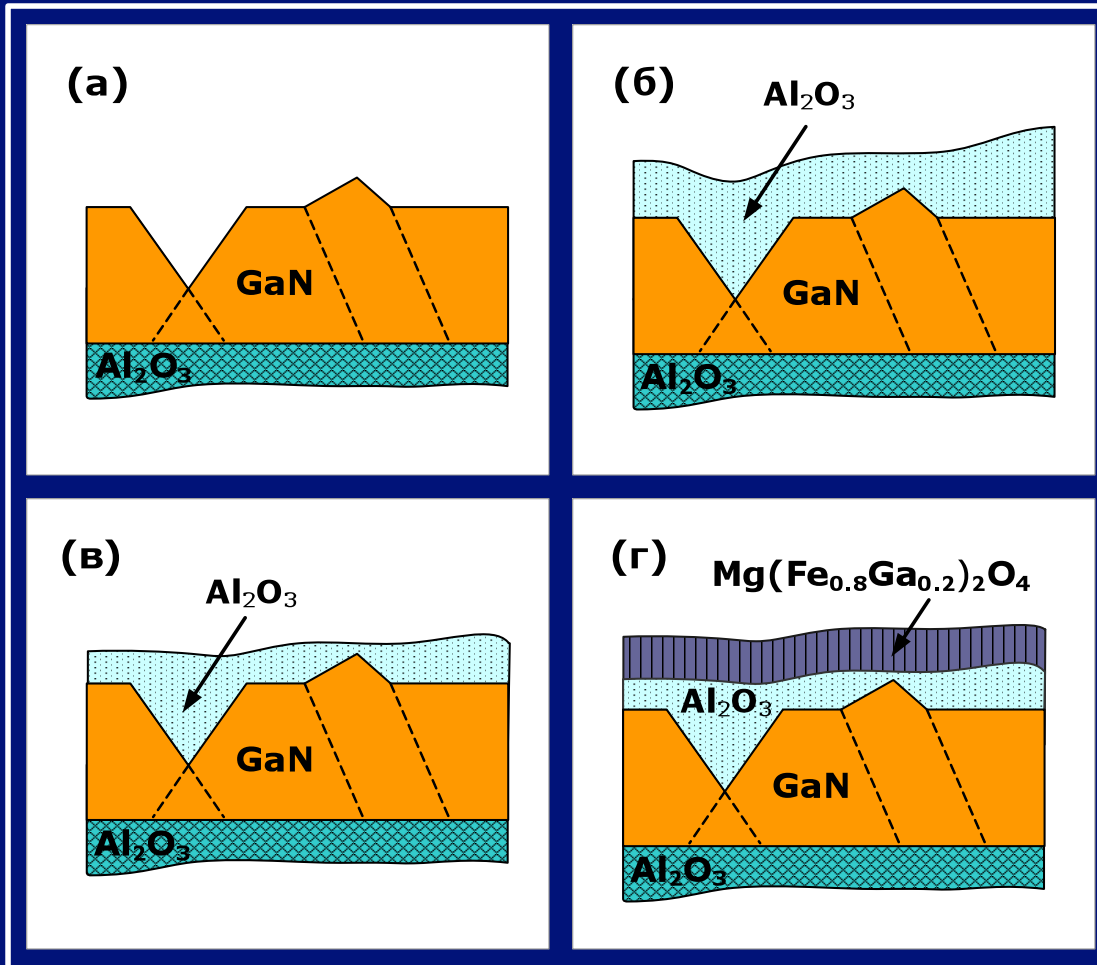 (а)
GaN
Al₂O₃
(б)
Al₂O₃
GaN
Al₂O₃
(в)
Al₂O₃
GaN
Al₂O₃
(г)
Mg(Fe₀.₈Ga₀.₂)₂O₄
Al₂O₃
GaN
Al₂O₃